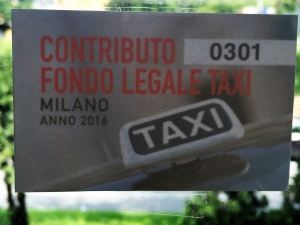 CONTRIBUTO 0301
FONDO LEGALE TAXI
MILANO
ANNO 2016
TAXI